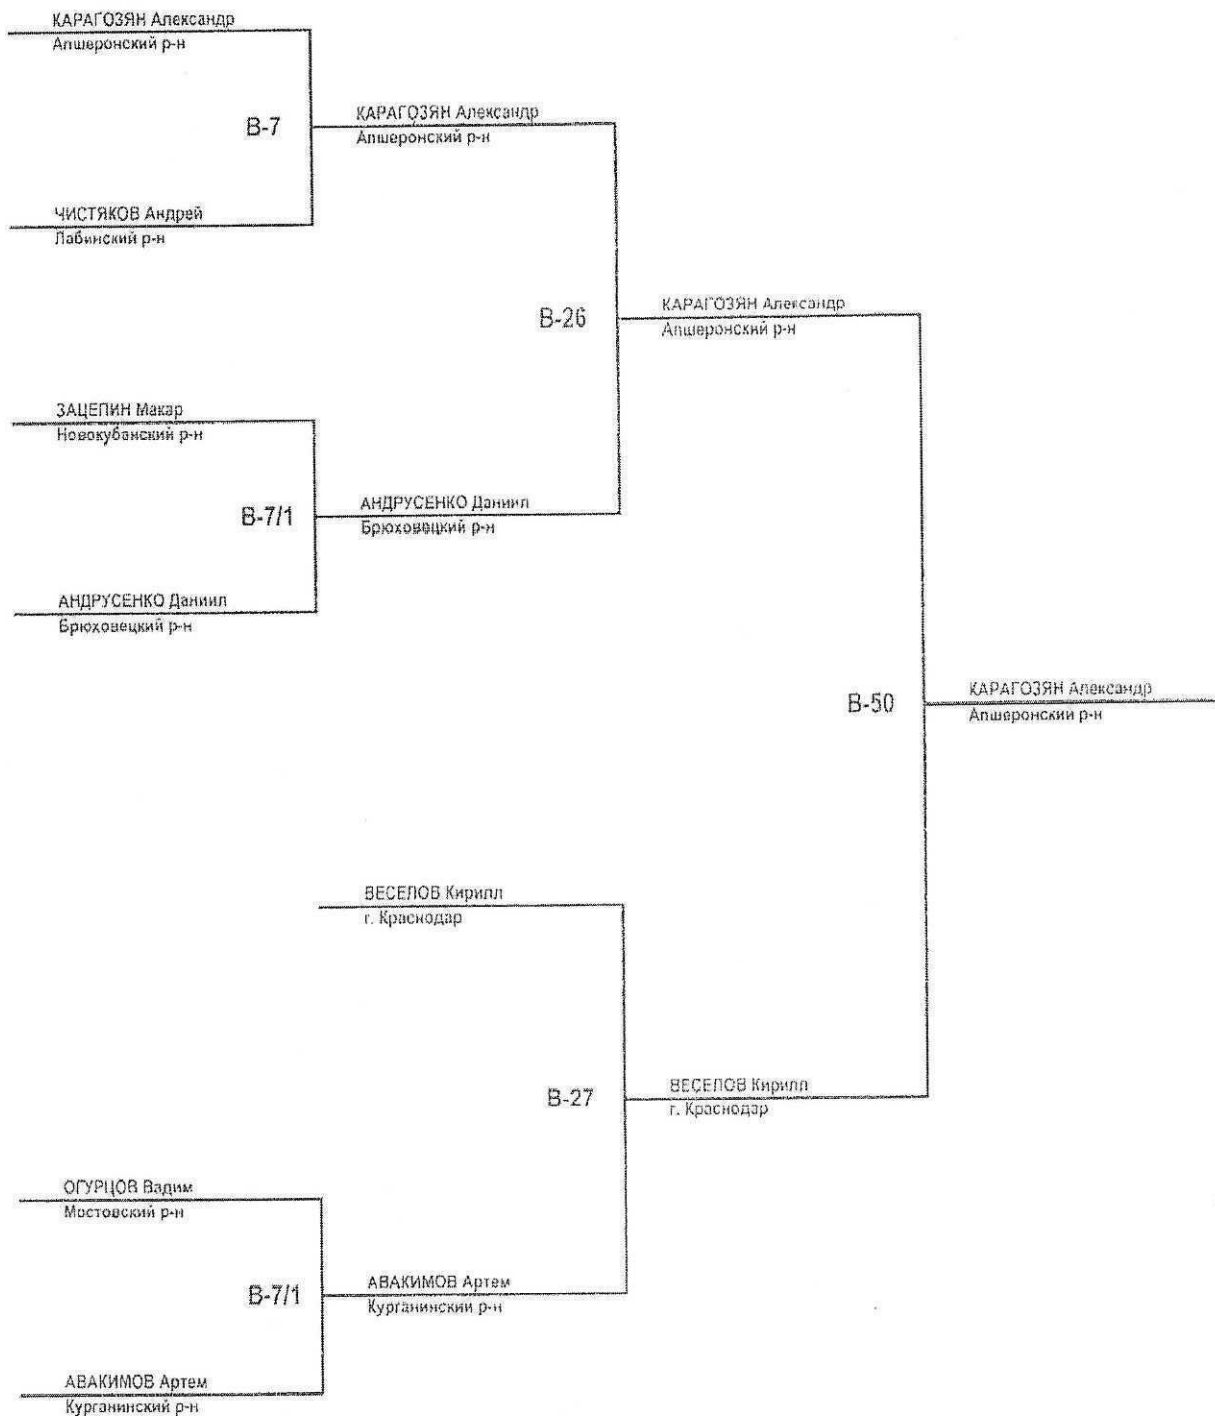 КАРАГОЗЯН Александр
Апшеронский р-н
В-7
КАРАГОЗЯН Александр
Апшеронский р-н
ЧИСТЯКОВ Андрей
Лабинский р-н
В-26
КАРАГОЗЯН Александр
Апшеронский р-н
ЗАЦЕПИН Макар
Новокубанский р-н
В-7/1
АНДРУСЕНКО Даниил
Брюховецкий р-н
АНДРУСЕНКО Даниил
Брюховецкий р-н
В-50
КАРАГОЗЯН Александр
Апшеронский р-н
ВЕСЕЛОВ Кирилл
г. Краснодар
В-27
ВЕСЕЛОВ Кирилл
г. Краснодар
ОГУРЦОВ Вадим
Мостовский р-н
В-7/1
АВАКИМОВ Артем
Курганинский р-н
АВАКИМОВ Артем
Курганинский р-н